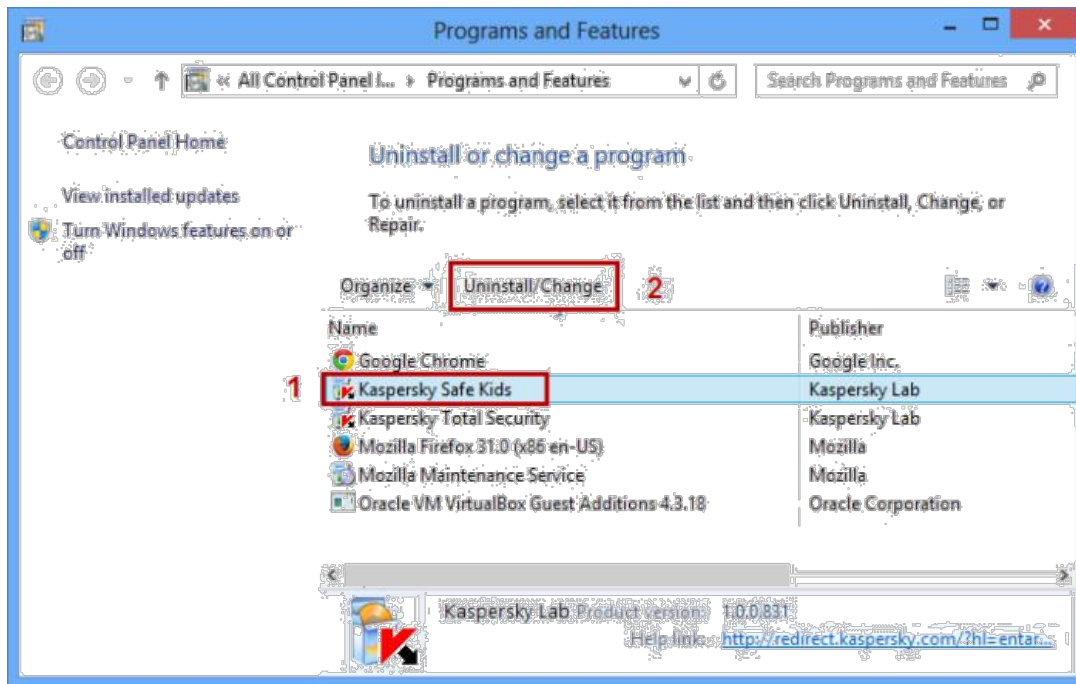 Programs and Features
« All Control Panel I... Programs and Features
Search Programs and Features
Control Panel Home
View installed updates
Turn Windows features on or
off
Uninstall or change a program
To uninstall a program, select it from the list and then click Uninstall, Change, or
Repair.
Organize Uninstall/Change 2
Name Publisher
Google Chrome Google Inc.
1 Kaspersky Safe Kids Kaspersky Lab
Kaspersky Total Security Kaspersky Lab
Mozilla Firefox 31.0 (x86 en-US) Mozilla
Mozilla Maintenance Service Mozilla
Oracle VM VirtualBox Guest Additions 4.3.18 Oracle Corporation
Kaspersky Lab Product version: 1.0.0.831
Help link: http://redirect.kaspersky.com/?hl=entar...